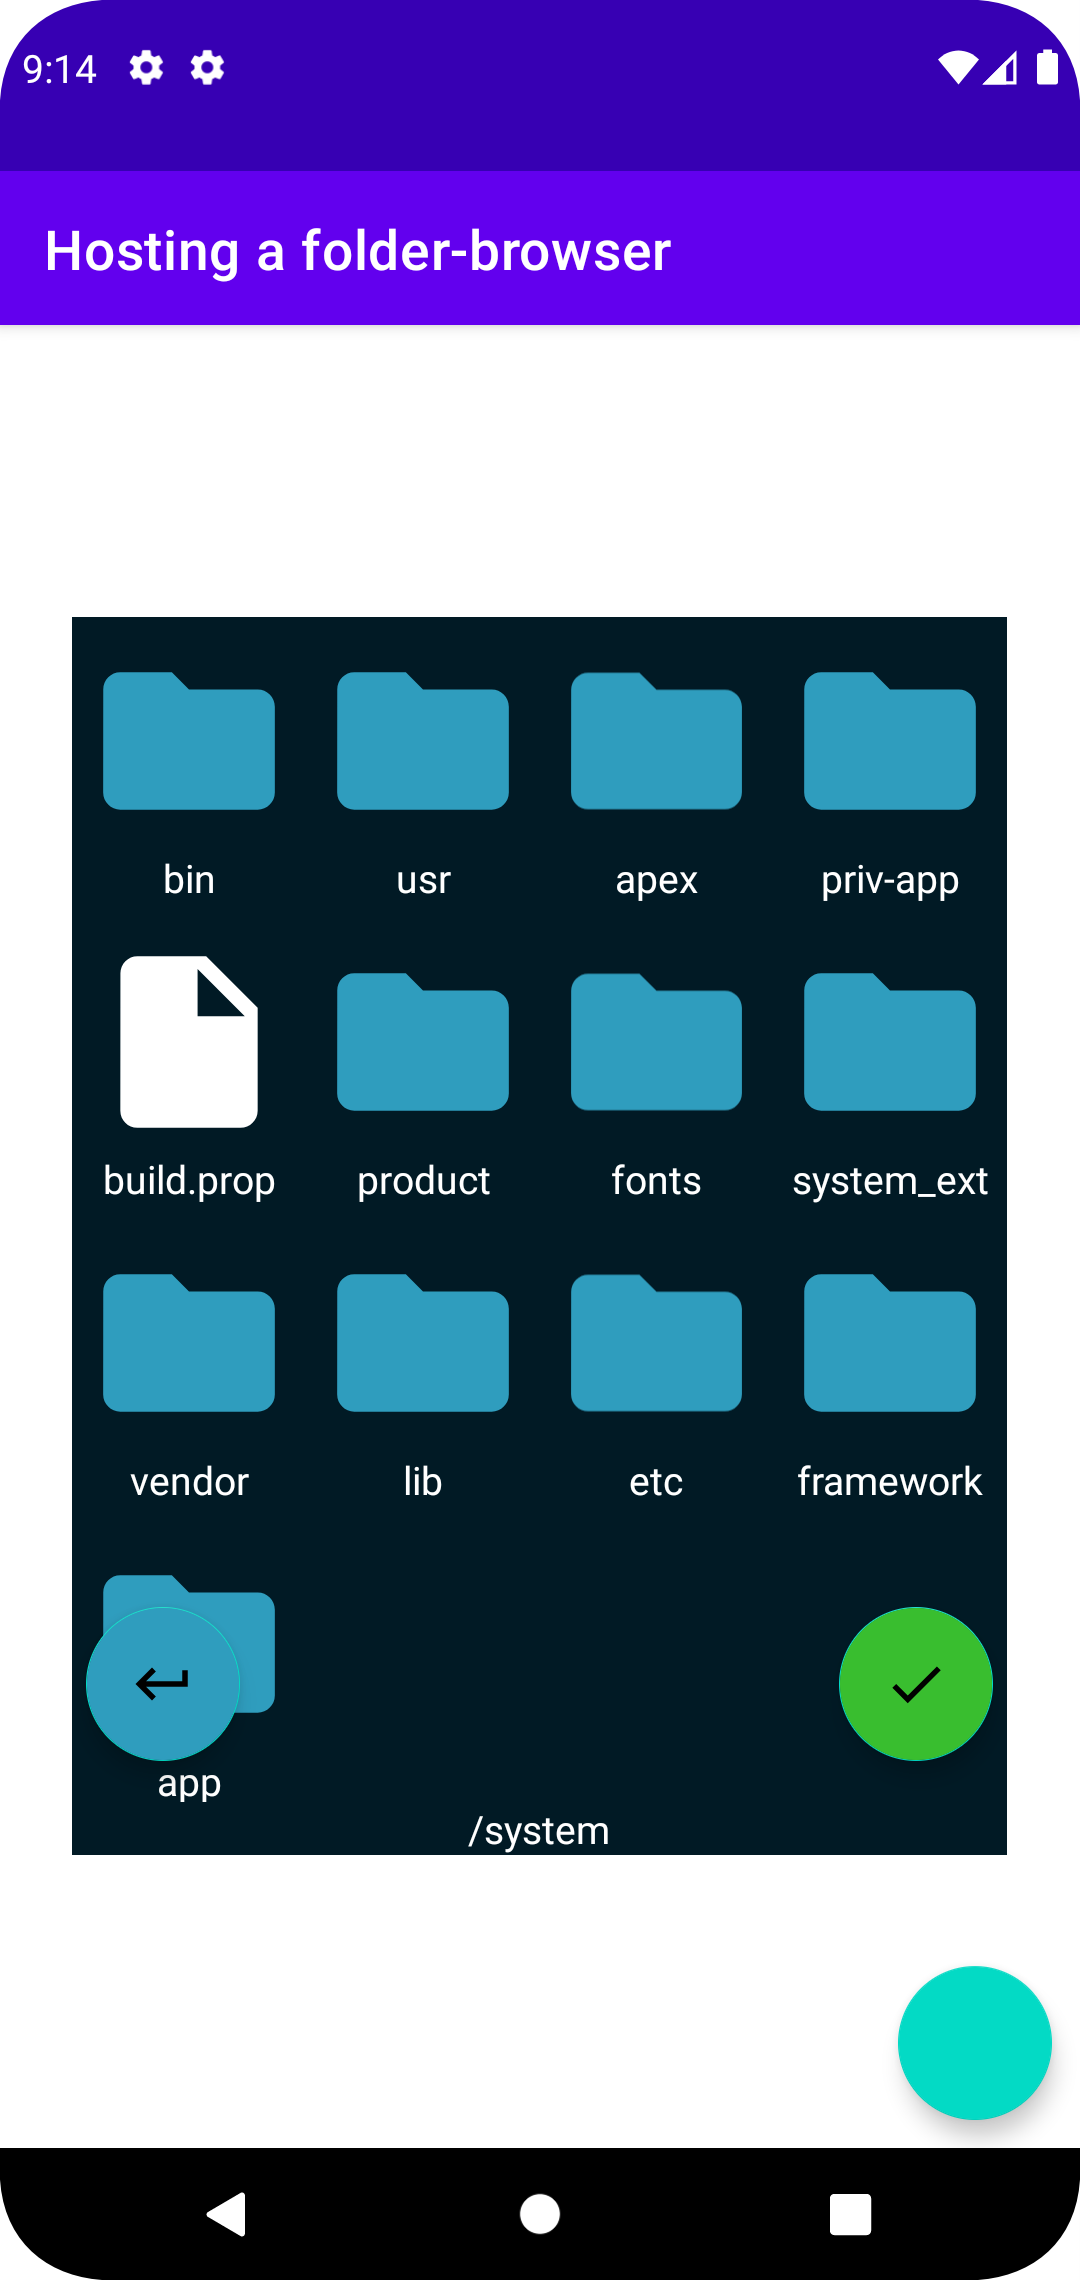 9:14
Hosting a folder-browser
bin usr apex priv-app
build.prop product fonts system_ext
vendor lib etc framework
app
/system